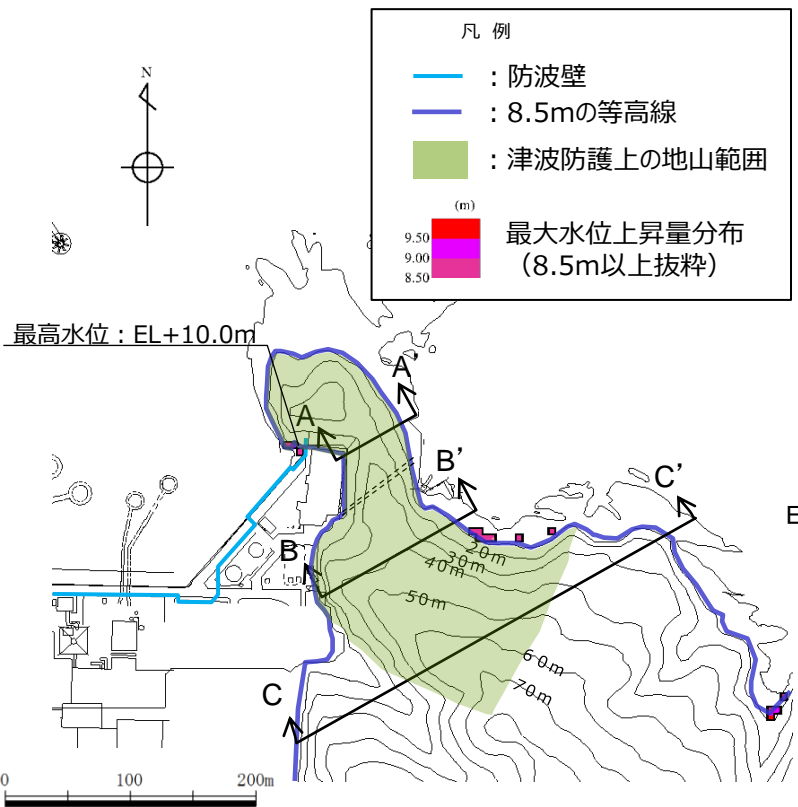 凡 例
：防波壁
：8.5mの等高線
：津波防護上の地山範囲
(m)
9.50
9.00
8.50
最大水位上昇量分布
（8.5m以上抜粋）
N
最高水位：EL+10.0m
A
A
B'
C'
E
B
C
20m
30m
40m
50m
60m
70m
0 100 200m